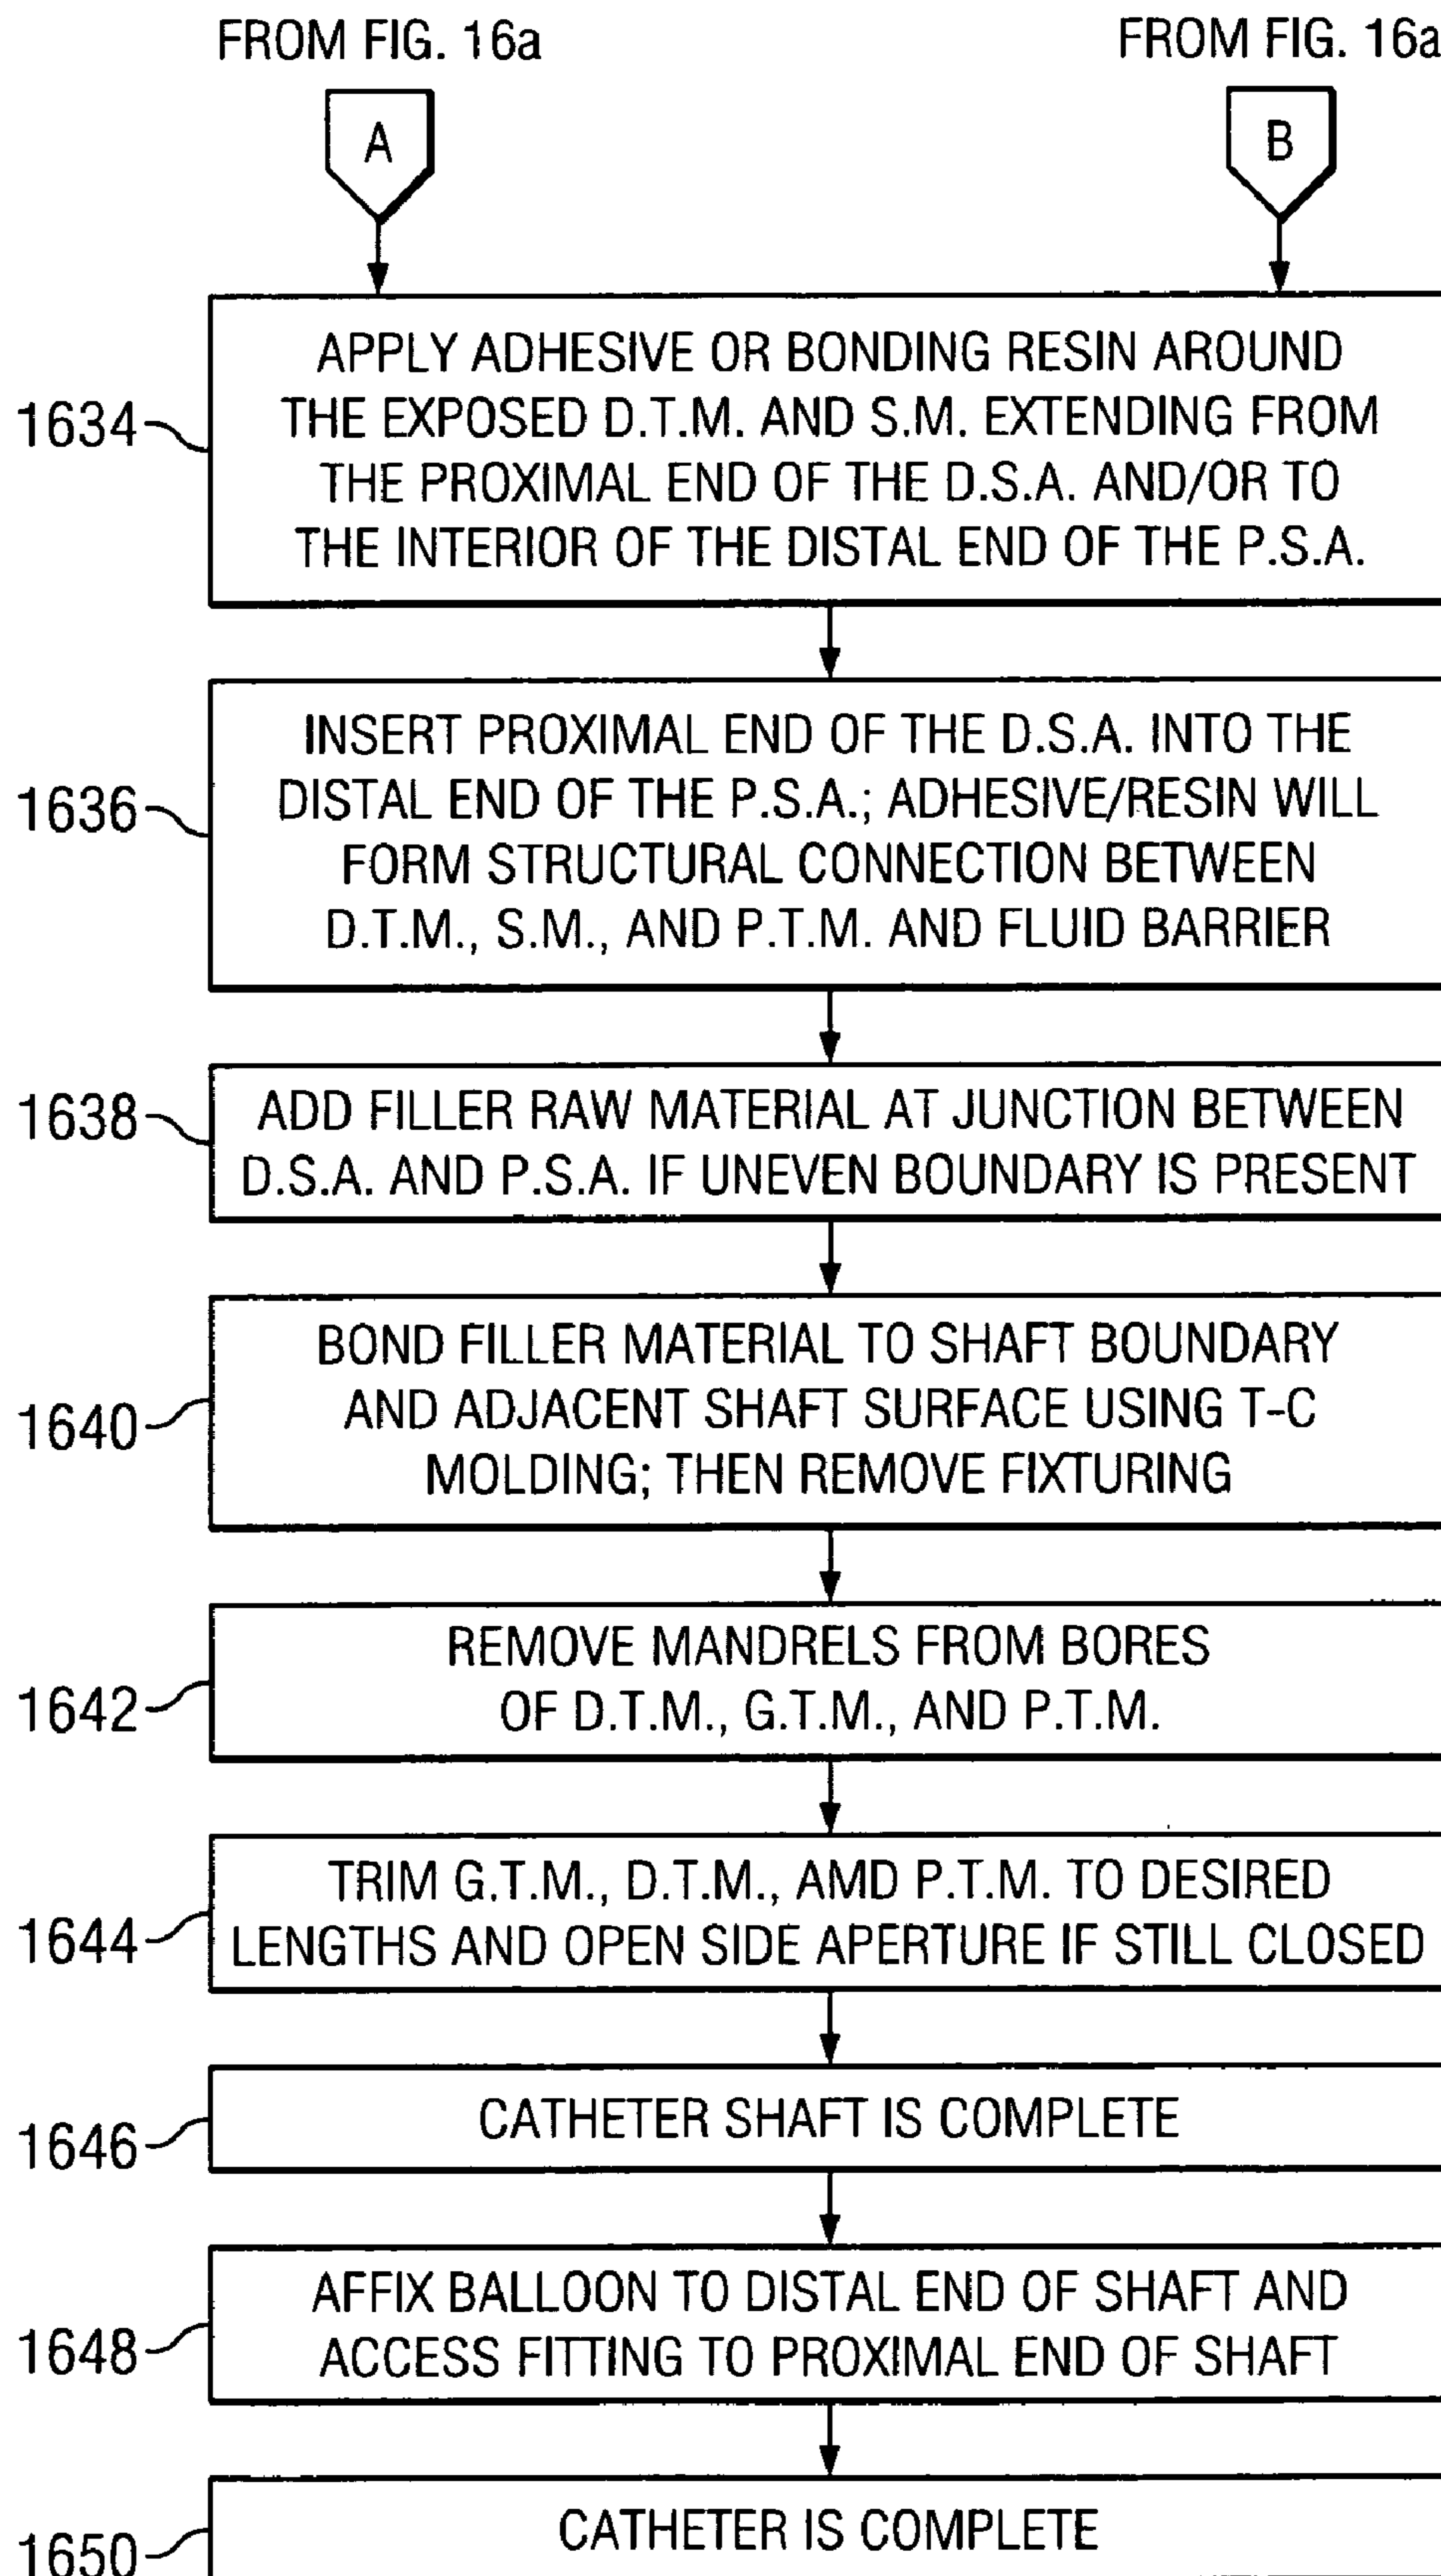 FROM FIG. 16a
FROM FIG. 16a
A
B
1634
APPLY ADHESIVE OR BONDING RESIN AROUND
THE EXPOSED D.T.M. AND S.M. EXTENDING FROM
THE PROXIMAL END OF THE D.S.A. AND/OR TO
THE INTERIOR OF THE DISTAL END OF THE P.S.A.
1636
INSERT PROXIMAL END OF THE D.S.A. INTO THE
DISTAL END OF THE P.S.A.; ADHESIVE/RESIN WILL
FORM STRUCTURAL CONNECTION BETWEEN
D.T.M., S.M., AND P.T.M. AND FLUID BARRIER
1638
ADD FILLER RAW MATERIAL AT JUNCTION BETWEEN
D.S.A. AND P.S.A. IF UNEVEN BOUNDARY IS PRESENT
1640
BOND FILLER MATERIAL TO SHAFT BOUNDARY
AND ADJACENT SHAFT SURFACE USING T-C
MOLDING; THEN REMOVE FIXTURING
1642
REMOVE MANDRELS FROM BORES
OF D.T.M., G.T.M., AND P.T.M.
1644
TRIM G.T.M., D.T.M., AMD P.T.M. TO DESIRED
LENGTHS AND OPEN SIDE APERTURE IF STILL CLOSED
1646
CATHETER SHAFT IS COMPLETE
1648
AFFIX BALLOON TO DISTAL END OF SHAFT AND
ACCESS FITTING TO PROXIMAL END OF SHAFT
1650
CATHETER IS COMPLETE